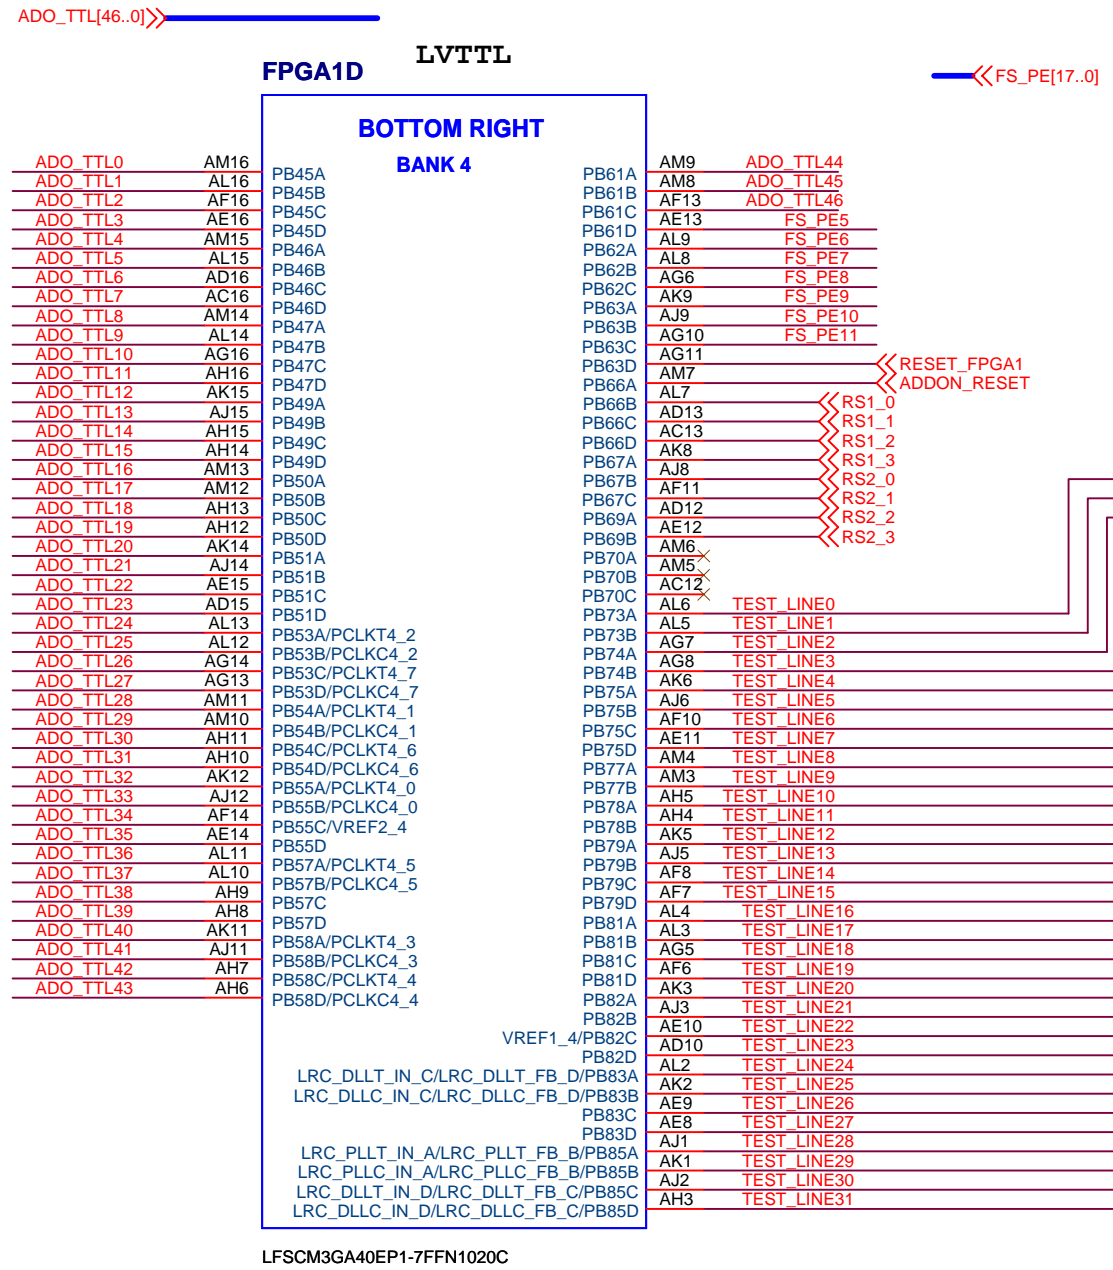 ADO_TTL[46..0]
LVTTL
FPGA1D
FS_PE[17..0]
BOTTOM RIGHT
BANK 4
ADO_TTL0 AM16 PB45A
ADO_TTL1 AL16 PB45B
ADO_TTL2 AF16 PB45C
ADO_TTL3 AE16 PB45D
ADO_TTL4 AM15 PB46A
ADO_TTL5 AL15 PB46B
ADO_TTL6 AD16 PB46C
ADO_TTL7 AC16 PB46D
ADO_TTL8 AM14 PB47A
ADO_TTL9 AL14 PB47B
ADO_TTL10 AG16 PB47C
ADO_TTL11 AH16 PB47D
ADO_TTL12 AK15 PB49A
ADO_TTL13 AJ15 PB49B
ADO_TTL14 AH15 PB49C
ADO_TTL15 AH14 PB49D
ADO_TTL16 AM13 PB50A
ADO_TTL17 AM12 PB50B
ADO_TTL18 AH13 PB50C
ADO_TTL19 AH12 PB50D
ADO_TTL20 AK14 PB51A
ADO_TTL21 AJ14 PB51B
ADO_TTL22 AE15 PB51C
ADO_TTL23 AD15 PB51D
ADO_TTL24 AL13 PB53A/PCLKT4_2
ADO_TTL25 AL12 PB53B/PCLKC4_2
ADO_TTL26 AG14 PB53C/PCLKT4_7
ADO_TTL27 AG13 PB53D/PCLKC4_7
ADO_TTL28 AM11 PB54A/PCLKT4_1
ADO_TTL29 AM10 PB54B/PCLKC4_1
ADO_TTL30 AH11 PB54C/PCLKT4_6
ADO_TTL31 AH10 PB54D/PCLKC4_6
ADO_TTL32 AK12 PB55A/PCLKT4_0
ADO_TTL33 AJ12 PB55B/PCLKC4_0
ADO_TTL34 AF14 PB55C/VREF2_4
ADO_TTL35 AE14 PB55D
ADO_TTL36 AL11 PB57A/PCLKT4_5
ADO_TTL37 AL10 PB57B/PCLKC4_5
ADO_TTL38 AH9 PB57C
ADO_TTL39 AH8 PB57D
ADO_TTL40 AK11 PB58A/PCLKT4_3
ADO_TTL41 AJ11 PB58B/PCLKC4_3
ADO_TTL42 AH7 PB58C/PCLKT4_4
ADO_TTL43 AH6 PB58D/PCLKC4_4
PB61A AM9 ADO_TTL44
PB61B AM8 ADO_TTL45
PB61C AF13 ADO_TTL46
PB61D AE13 FS_PE5
PB62A AL9 FS_PE6
PB62B AL8 FS_PE7
PB62C AG6 FS_PE8
PB63A AK9 FS_PE9
PB63B AJ9 FS_PE10
PB63C AG10 FS_PE11
PB63D AG11 RESET_FPGA1
PB66A AM7 ADDON_RESET
PB66B AL7 RS1_0
PB66C AD13 RS1_1
PB66D AC13 RS1_2
PB67A AK8 RS1_3
PB67B AJ8 RS2_0
PB67C AF11 RS2_1
PB69A AD12 RS2_2
PB69B AE12 RS2_3
PB70A AM6
PB70B AM5
PB70C AC12
PB73A AL6 TEST_LINE0
PB73B AL5 TEST_LINE1
PB74A AG7 TEST_LINE2
PB74B AG8 TEST_LINE3
PB75A AK6 TEST_LINE4
PB75B AJ6 TEST_LINE5
PB75C AF10 TEST_LINE6
PB75D AE11 TEST_LINE7
PB77A AM4 TEST_LINE8
PB77B AM3 TEST_LINE9
PB78A AH5 TEST_LINE10
PB78B AH4 TEST_LINE11
PB79A AK5 TEST_LINE12
PB79B AJ5 TEST_LINE13
PB79C AF8 TEST_LINE14
PB79D AF7 TEST_LINE15
PB81A AL4 TEST_LINE16
PB81B AL3 TEST_LINE17
PB81C AG5 TEST_LINE18
PB81D AF6 TEST_LINE19
PB82A AK3 TEST_LINE20
PB82B AJ3 TEST_LINE21
VREF1_4/PB82C AE10 TEST_LINE22
PB82D AD10 TEST_LINE23
LRC_DLLT_IN_C/LRC_DLLT_FB_D/PB83A AL2 TEST_LINE24
LRC_DLLC_IN_C/LRC_DLLC_FB_D/PB83B AK2 TEST_LINE25
PB83C AE9 TEST_LINE26
PB83D AE8 TEST_LINE27
LRC_PLLT_IN_A/LRC_PLLT_FB_B/PB85A AJ1 TEST_LINE28
LRC_PLLC_IN_A/LRC_PLLC_FB_B/PB85B AK1 TEST_LINE29
LRC_DLLT_IN_D/LRC_DLLT_FB_C/PB85C AJ2 TEST_LINE30
LRC_DLLC_IN_D/LRC_DLLC_FB_C/PB85D AH3 TEST_LINE31
LFSCM3GA40EP1-7FFN1020C